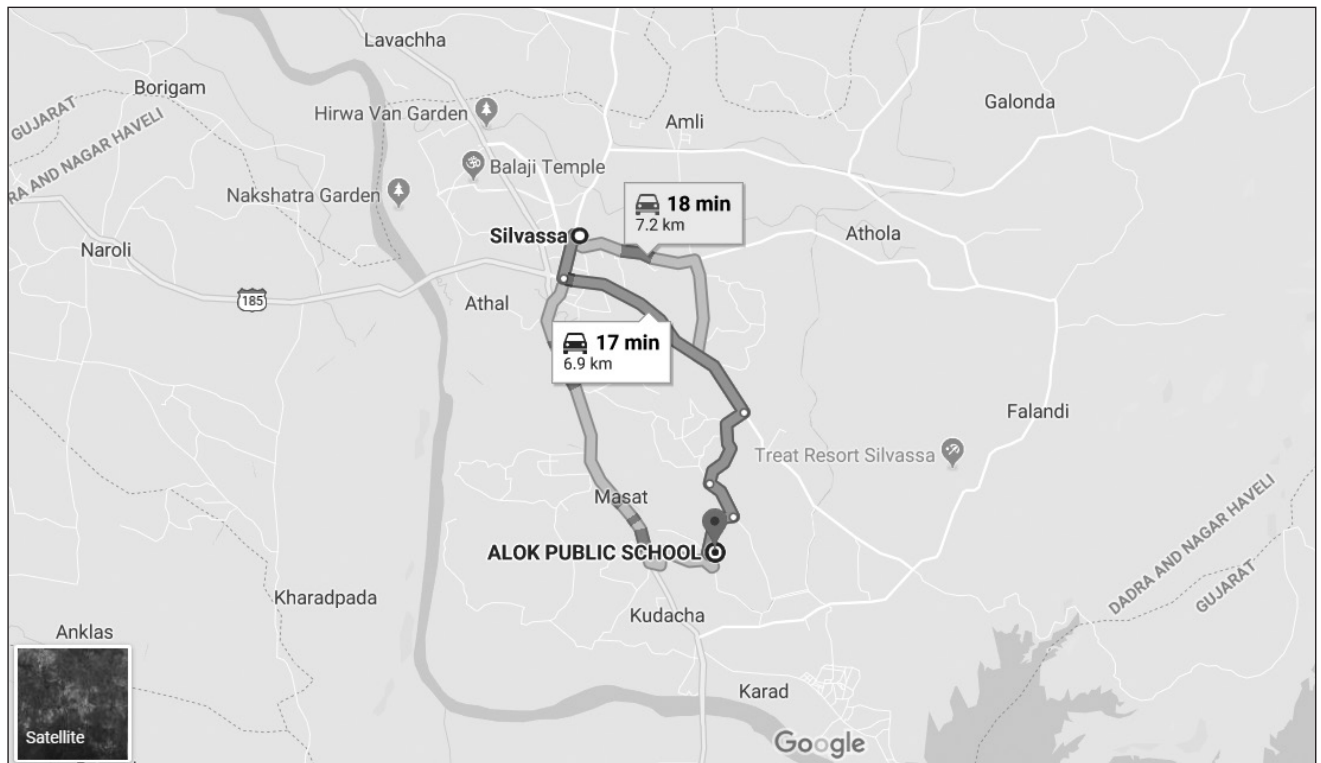 Lavachha
Borigam
Galonda
Hirwa Van Garden
Amli
GUJARAT
DRA AND NAGAR HAVELI
Balaji Temple
Nakshatra Garden
18 min
7.2 km
Silvassa
Athola
Naroli
185
Athal
17 min
6.9 km
Falandi
Treat Resort Silvassa
Masat
ALOK PUBLIC SCHOOL
DADRA AND NAGAR HAVELI
GUJARAT
Kharadpada
Kudacha
Anklas
Karad
Satellite
Google